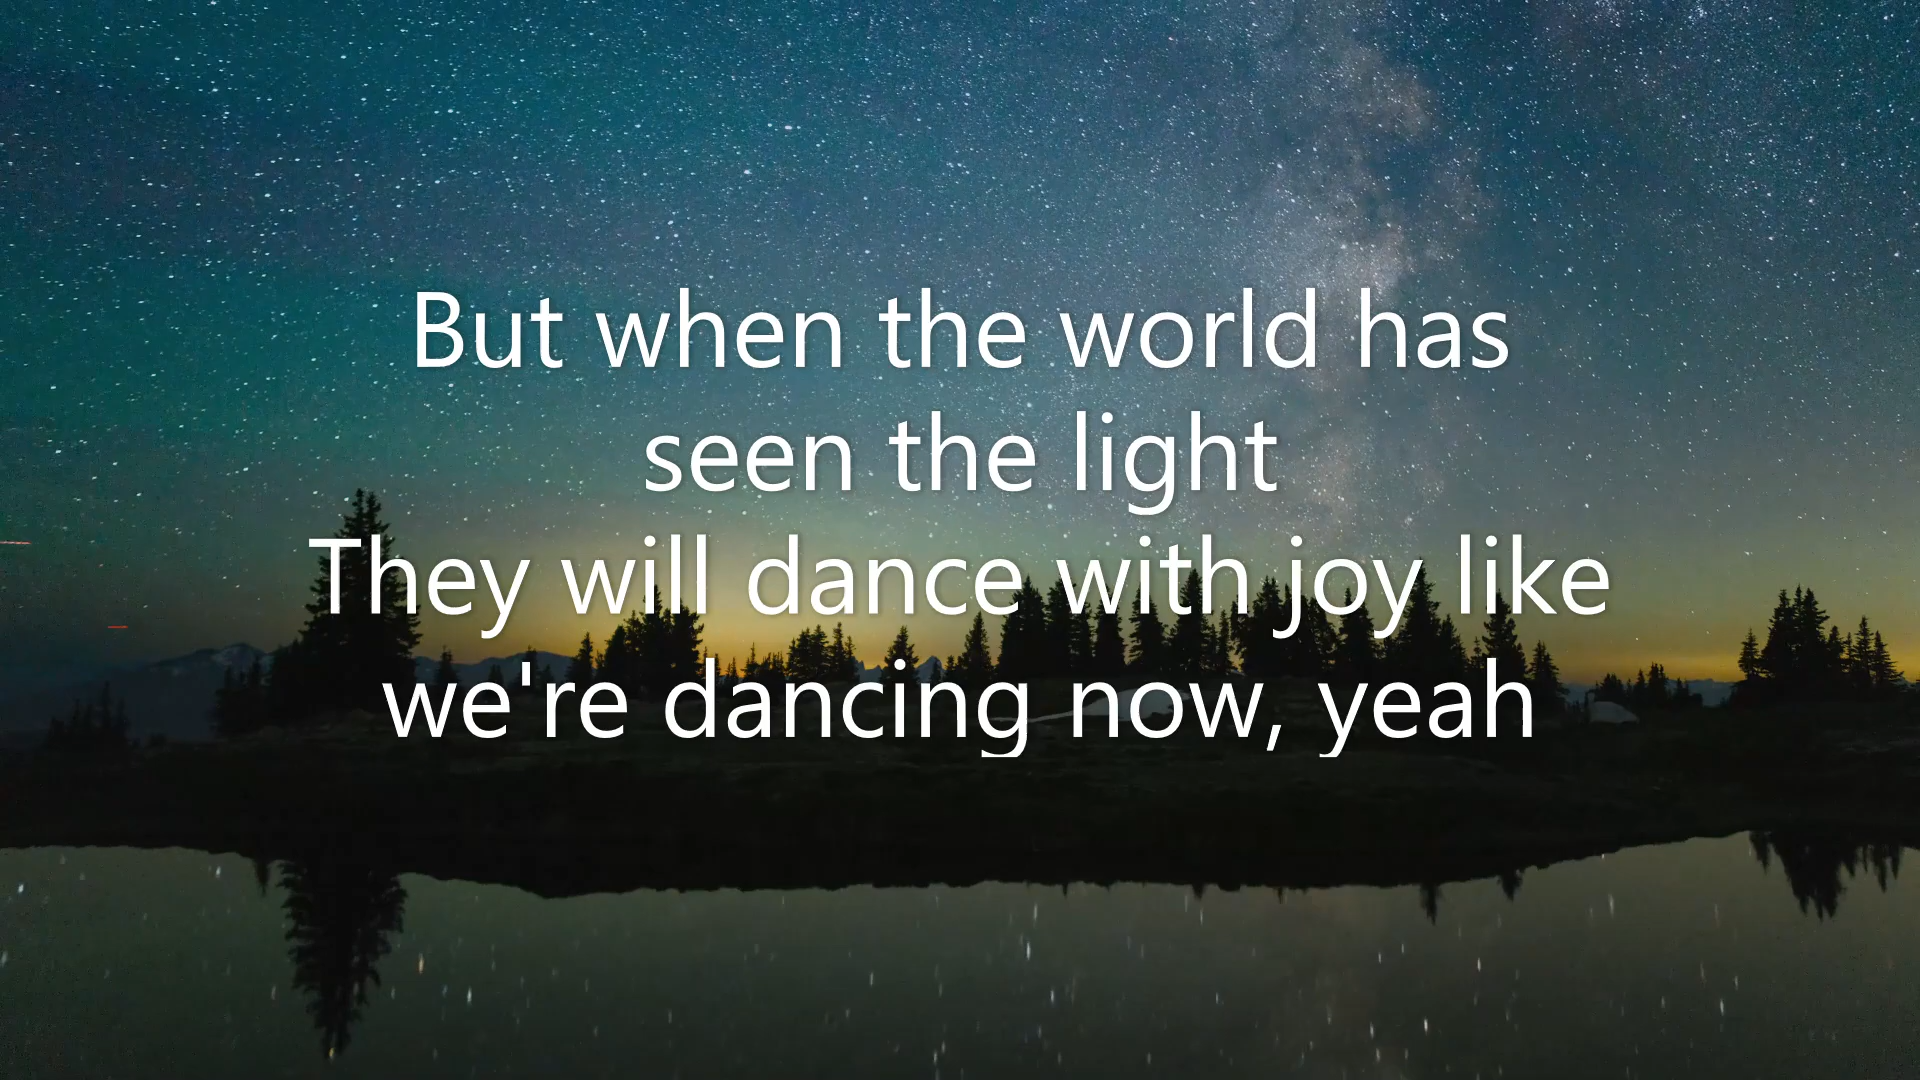 But when the world has
seen the light
They will dance with joy like
we're dancing now, yeah